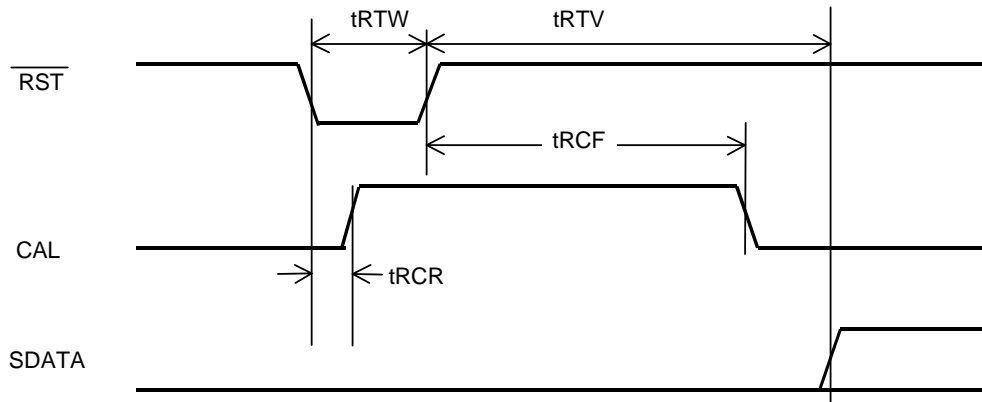 tRTW
tRTV
RST
tRCF
CAL
tRCR
SDATA